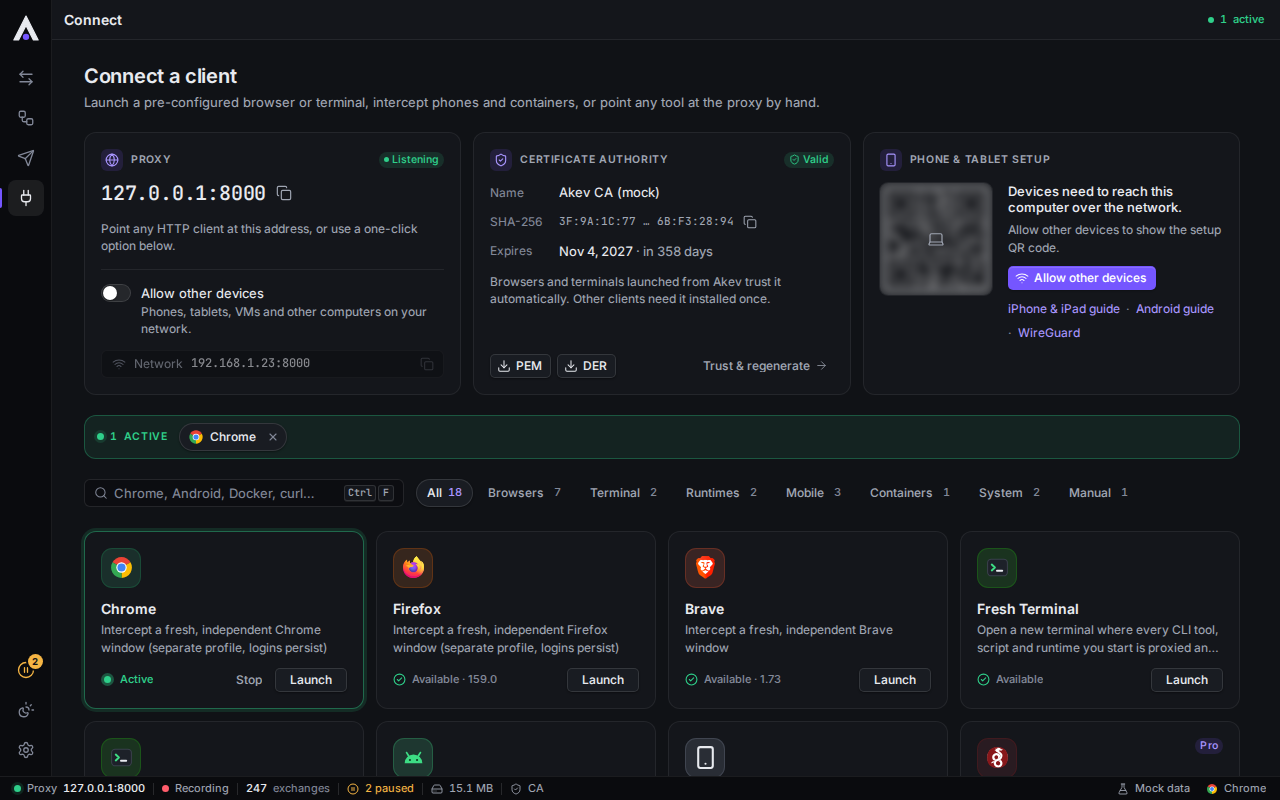 Connect
1 active
Connect a client
Launch a pre-configured browser or terminal, intercept phones and containers, or point any tool at the proxy by hand.
PROXY
Listening
127.0.0.1:8000
Point any HTTP client at this address, or use a one-click
option below.
Allow other devices
Phones, tablets, VMs and other computers on your
network.
Network 192.168.1.23:8000
CERTIFICATE AUTHORITY
Valid
Name Akev CA (mock)
SHA-256 3F:9A:1C:77 … 6B:F3:28:94
Expires Nov 4, 2027 · in 358 days
Browsers and terminals launched from Akev trust it
automatically. Other clients need it installed once.
PEM
DER
Trust & regenerate
PHONE & TABLET SETUP
Devices need to reach this
computer over the network.
Allow other devices to show the setup
QR code.
Allow other devices
iPhone & iPad guide · Android guide
· WireGuard
1 ACTIVE
Chrome
Chrome, Android, Docker, curl...
Ctrl F
All 18
Browsers 7
Terminal 2
Runtimes 2
Mobile 3
Containers 1
System 2
Manual 1
Chrome
Intercept a fresh, independent Chrome
window (separate profile, logins persist)
Active
Stop
Launch
Firefox
Intercept a fresh, independent Firefox
window (separate profile, logins persist)
Available · 159.0
Launch
Brave
Intercept a fresh, independent Brave
window
Available · 1.73
Launch
Fresh Terminal
Open a new terminal where every CLI tool,
script and runtime you start is proxied an...
Available
Launch
Pro
2
Proxy 127.0.0.1:8000
Recording
247 exchanges
2 paused
15.1 MB
CA
Mock data
Chrome